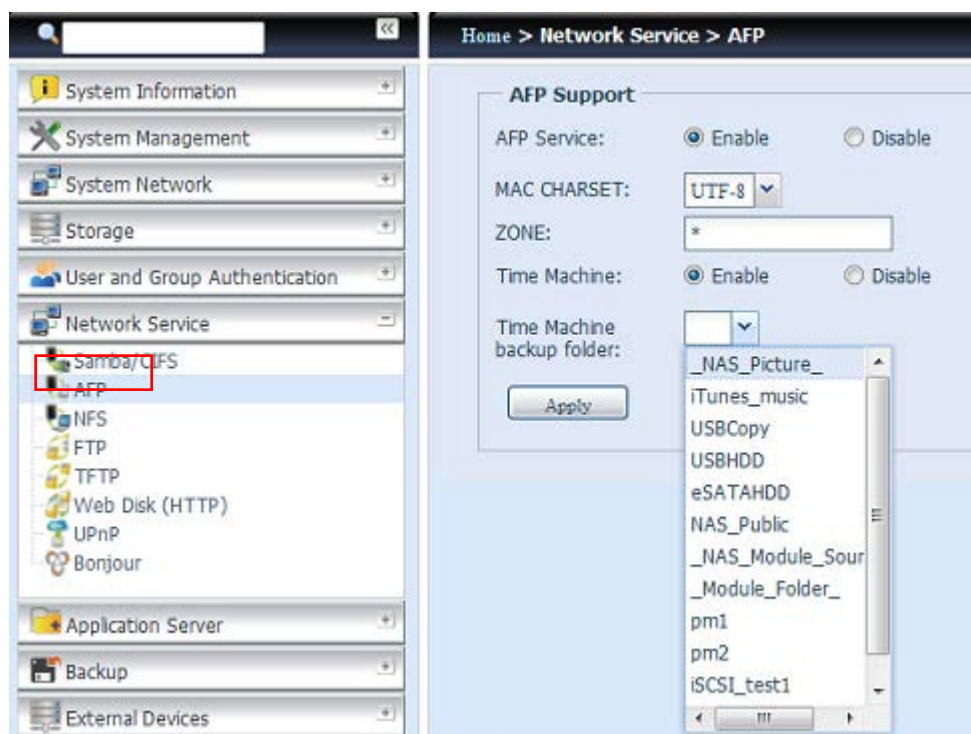 Home > Network Service > AFP
System Information
System Management
System Network
Storage
User and Group Authentication
Network Service
Samba/CIFS
AFP
NFS
FTP
TFTP
Web Disk (HTTP)
UPnP
Bonjour
Application Server
Backup
External Devices
AFP Support
AFP Service: Enable Disable
MAC CHARSET: UTF-8
ZONE: *
Time Machine: Enable Disable
Time Machine
backup folder:
_NAS_Picture_
iTunes_music
USBCopy
USBHDD
eSATAHDD
NAS_Public
_NAS_Module_Sour
_Module_Folder_
pm1
pm2
iSCSI_test1
Apply